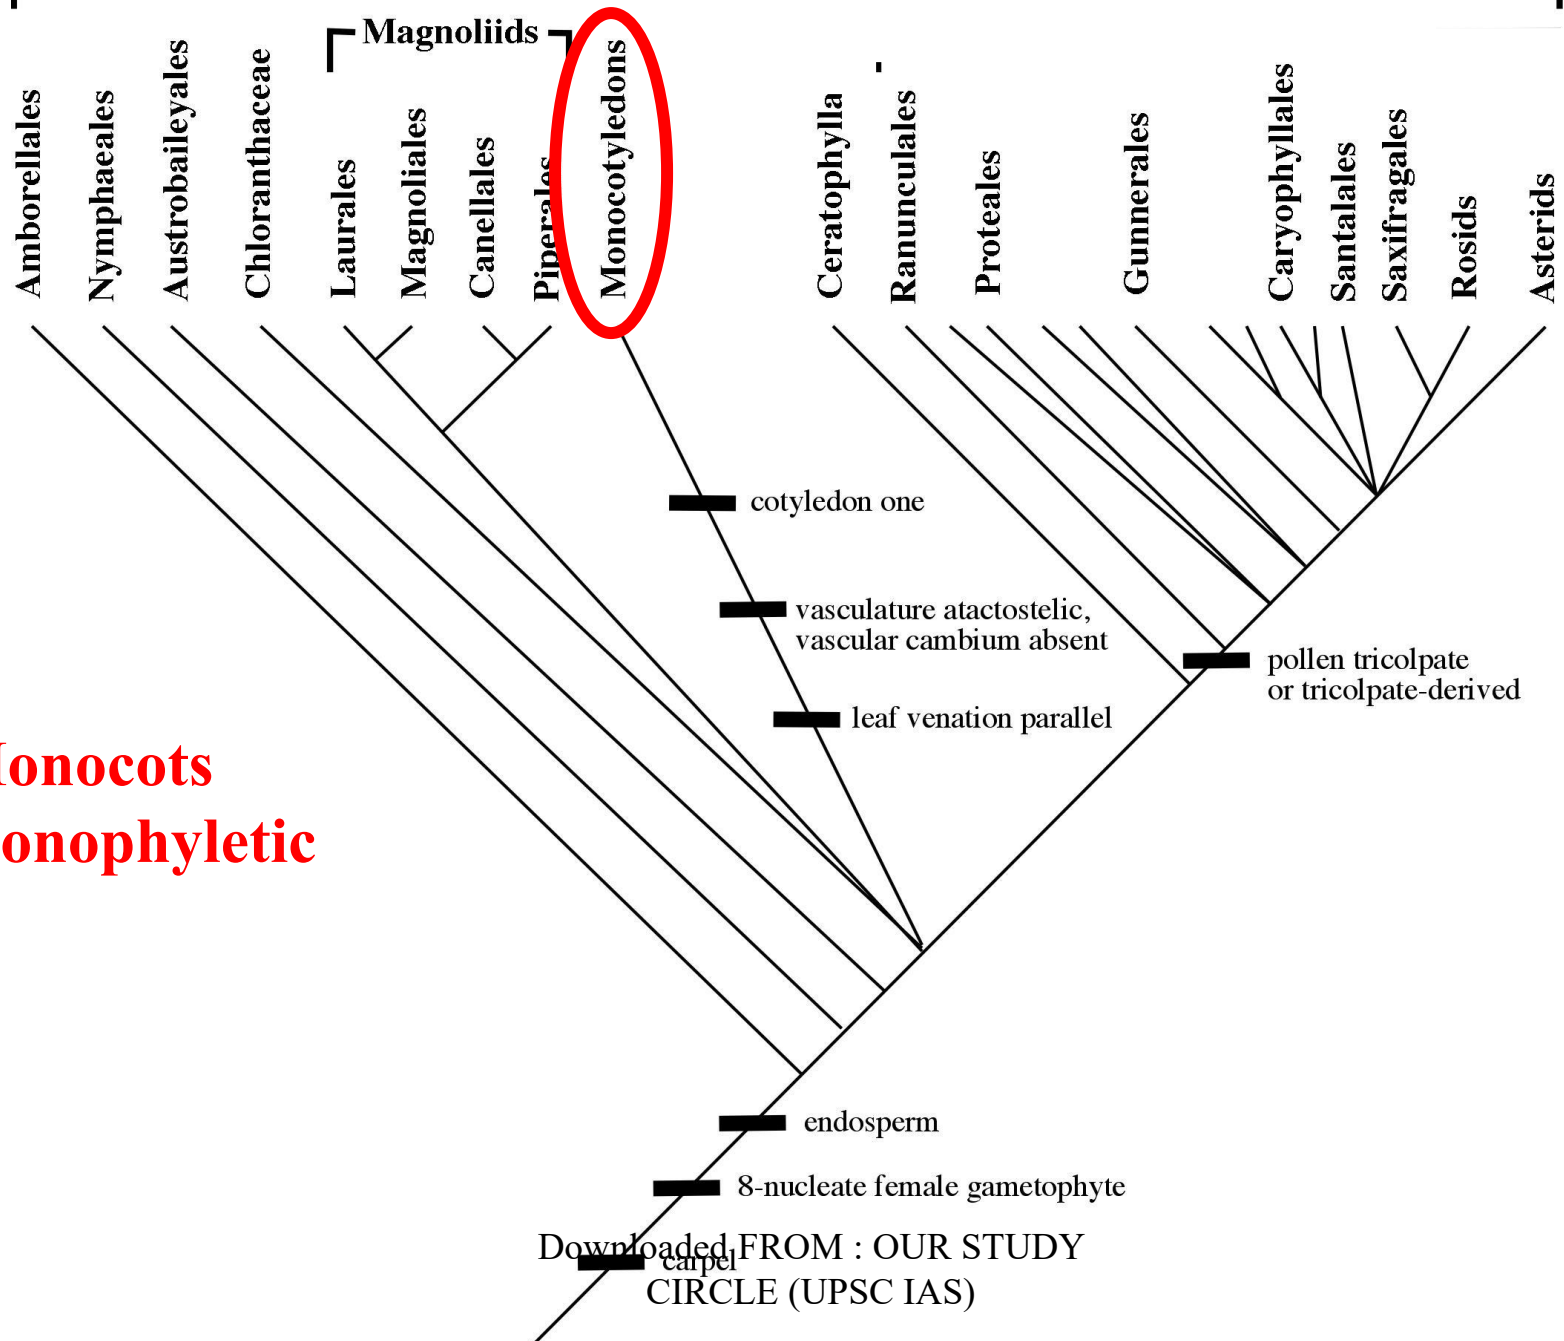 Magnoliids
Amborellales
Nymphaeales
Austrobaileyales
Chloranthaceae
Laurales
Magnoliales
Canellales
Piperales
Monocotyledons
Ceratophylla
Ranunculales
Proteales
Gunnerales
Caryophyllales
Santalales
Saxifragales
Rosids
Asterids
cotyledon one
vasculature atactostelic,
vascular cambium absent
pollen tricolpate
or tricolpate-derived
leaf venation parallel
onocots
onophyletic
endosperm
8-nucleate female gametophyte
carpel
Downloaded FROM : OUR STUDY
CIRCLE (UPSC IAS)